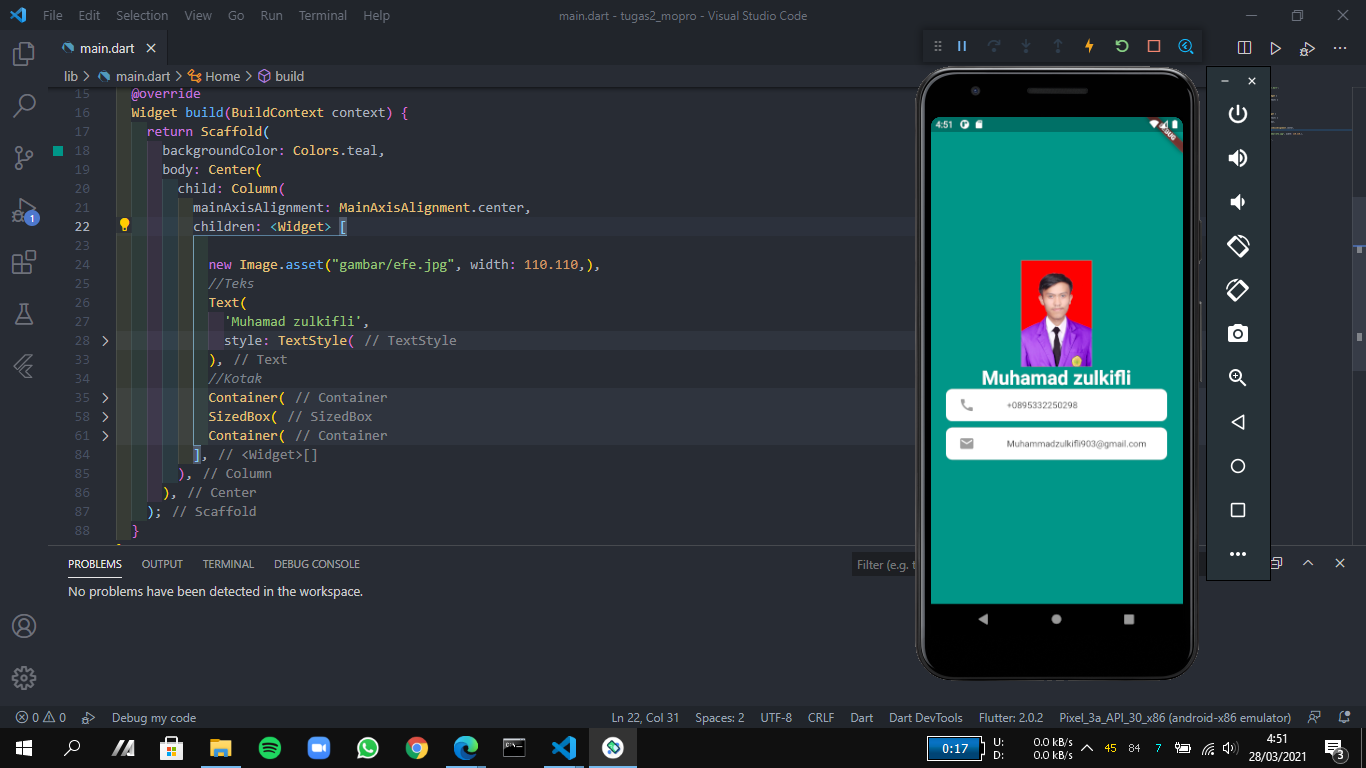 File Edit Selection View Go Run Terminal Help
main.dart - tugas2_mopro - Visual Studio Code
main.dart
lib > main.dart > Home > build
15 @override
16 Widget build(BuildContext context) {
17 return Scaffold(
18 backgroundColor: Colors.teal,
19 body: Center(
20 child: Column(
21 mainAxisAlignment: MainAxisAlignment.center,
22 children: <Widget> [
23
24 new Image.asset("gambar/efe.jpg", width: 110.110,),
25 //Teks
26 Text(
27 'Muhamad zulkifli',
28 style: TextStyle( // TextStyle
33 ), // Text
34 //Kotak
35 Container( // Container
58 SizedBox( // SizedBox
61 Container( // Container
84 ], // <Widget>[]
85 ), // Column
86 ), // Center
87 ); // Scaffold
88 }
1
4:51
DEBUG
Muhamad zulkifli
+0895332250298
Muhammadzulkifli903@gmail.com
PROBLEMS OUTPUT TERMINAL DEBUG CONSOLE
Filter (e.g.
No problems have been detected in the workspace.
0 0 Debug my code
Ln 22, Col 31 Spaces: 2 UTF-8 CRLF Dart Dart DevTools Flutter: 2.0.2 Pixel_3a_API_30_x86 (android-x86 emulator)
0:17
U: 0.0 kB/s
D: 0.0 kB/s
45 84 7
4:51
28/03/2021
3